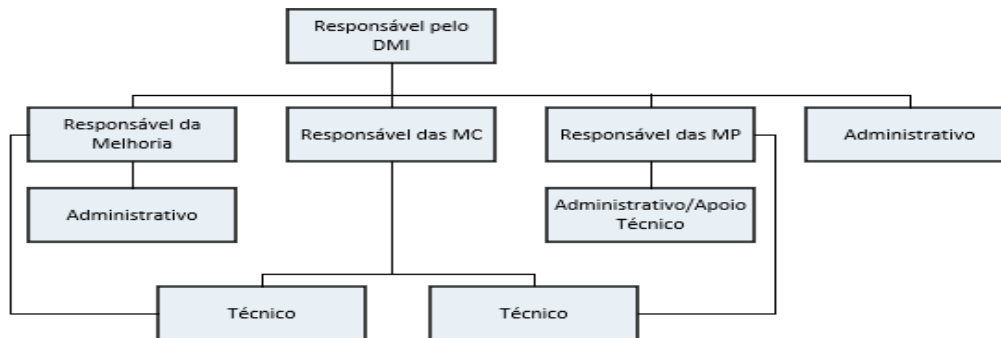 Responsável pelo
DMI
Responsável da
Melhoria
Responsável das MC
Responsável das MP
Administrativo
Administrativo
Administrativo/Apoio
Técnico
Técnico
Técnico